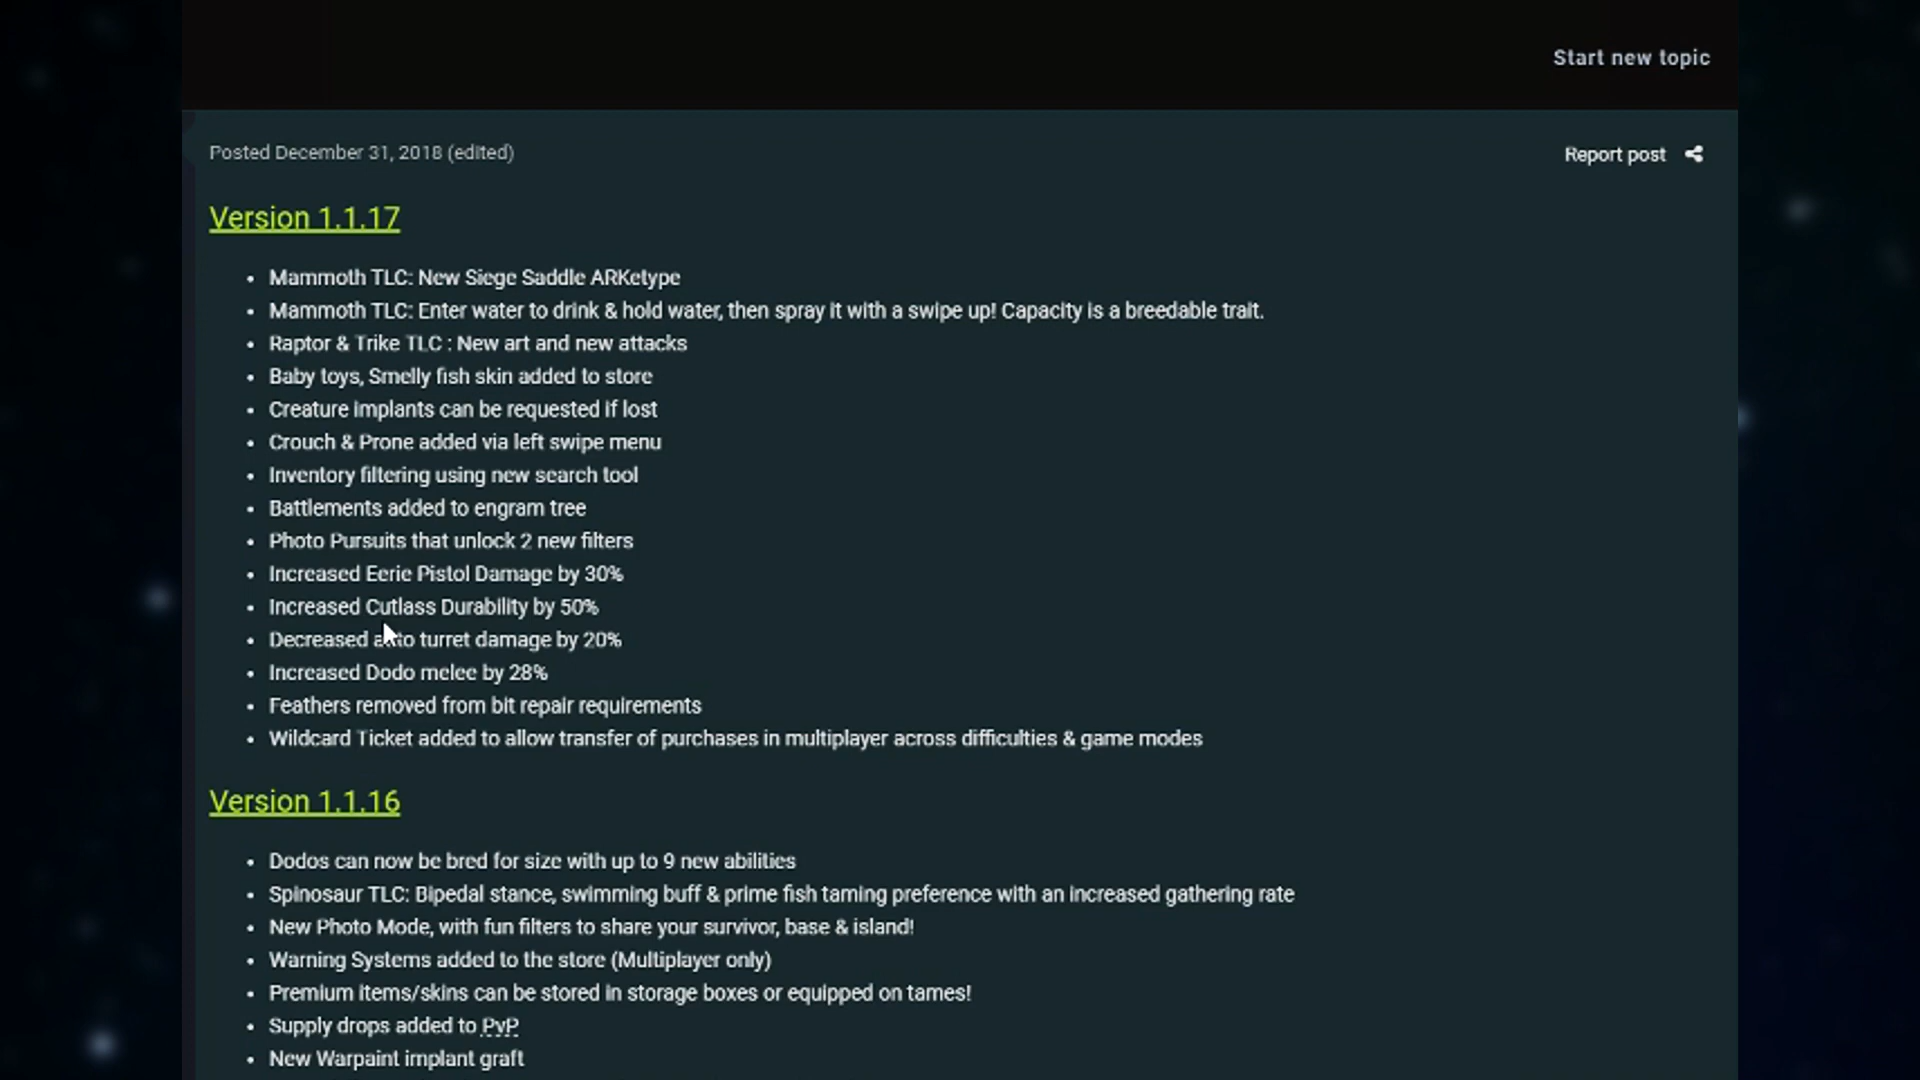 Start new topic
Posted December 31, 2018 (edited)
Report post
Version 1.1.17
• Mammoth TLC: New Siege Saddle ARKetype
• Mammoth TLC: Enter water to drink & hold water, then spray it with a swipe up! Capacity is a breedable trait.
• Raptor & Trike TLC : New art and new attacks
• Baby toys, Smelly fish skin added to store
• Creature implants can be requested if lost
• Crouch & Prone added via left swipe menu
• Inventory filtering using new search tool
• Battlements added to engram tree
• Photo Pursuits that unlock 2 new filters
• Increased Eerie Pistol Damage by 30%
• Increased Cutlass Durability by 50%
• Decreased auto turret damage by 20%
• Increased Dodo melee by 28%
• Feathers removed from bit repair requirements
• Wildcard Ticket added to allow transfer of purchases in multiplayer across difficulties & game modes
Version 1.1.16
• Dodos can now be bred for size with up to 9 new abilities
• Spinosaur TLC: Bipedal stance, swimming buff & prime fish taming preference with an increased gathering rate
• New Photo Mode, with fun filters to share your survivor, base & island!
• Warning Systems added to the store (Multiplayer only)
• Premium items/skins can be stored in storage boxes or equipped on tames!
• Supply drops added to PvP
• New Warpaint implant graft